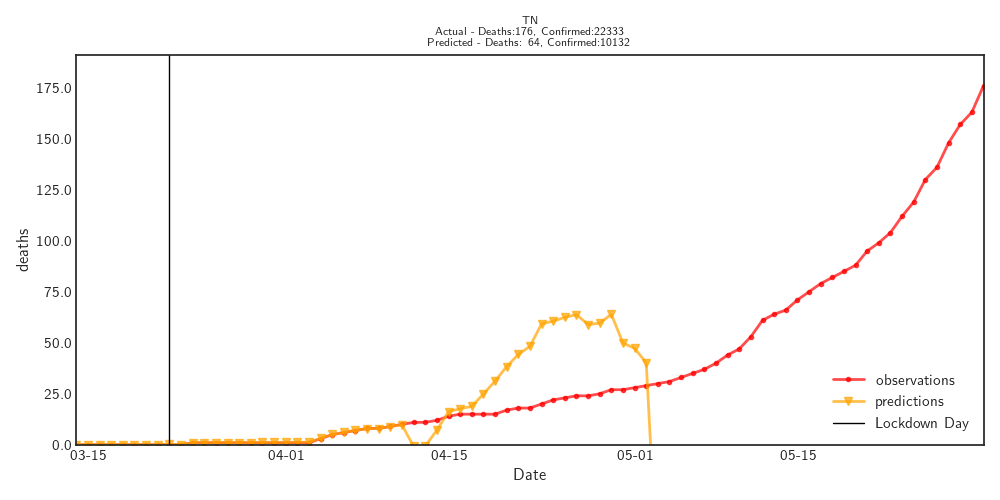 TN
Actual - Deaths:176, Confirmed:22333
Predicted - Deaths: 64, Confirmed:10132
deaths
175.0
150.0
125.0
100.0
75.0
50.0
25.0
0.0
observations
predictions
Lockdown Day
03-15
04-01
04-15
05-01
05-15
Date